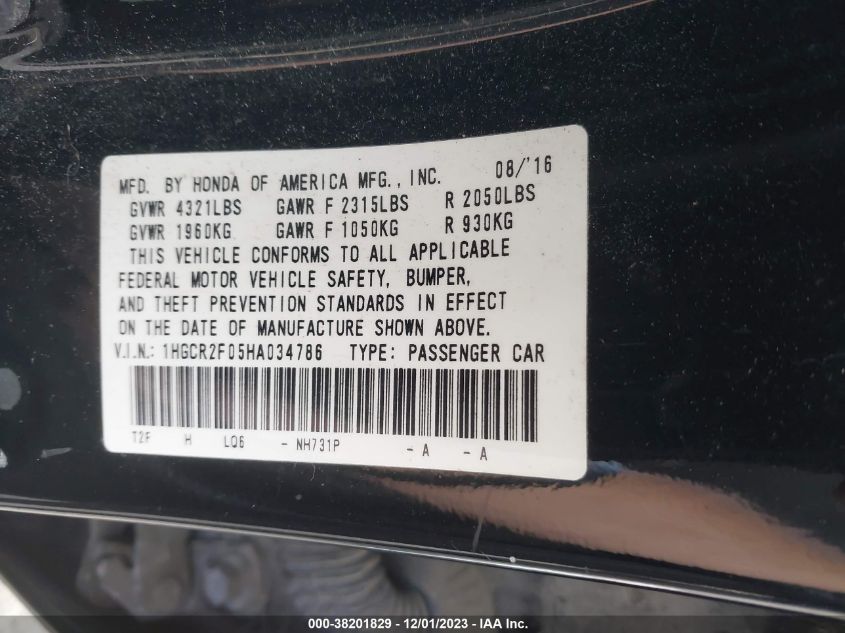 MFD. BY HONDA OF AMERICA MFG., INC. 08/'16
GVWR 4321LBS GAWR F 2315LBS R 2050LBS
GVWR 1960KG GAWR F 1050KG R 930KG
THIS VEHICLE CONFORMS TO ALL APPLICABLE
FEDERAL MOTOR VEHICLE SAFETY, BUMPER,
AND THEFT PREVENTION STANDARDS IN EFFECT
ON THE DATE OF MANUFACTURE SHOWN ABOVE.
V.I.N.: 1HGCR2F05HA034786 TYPE: PASSENGER CAR
T2F H LQ6 - NH731P - A - A
000-38201829 - 12/01/2023 - IAA Inc.